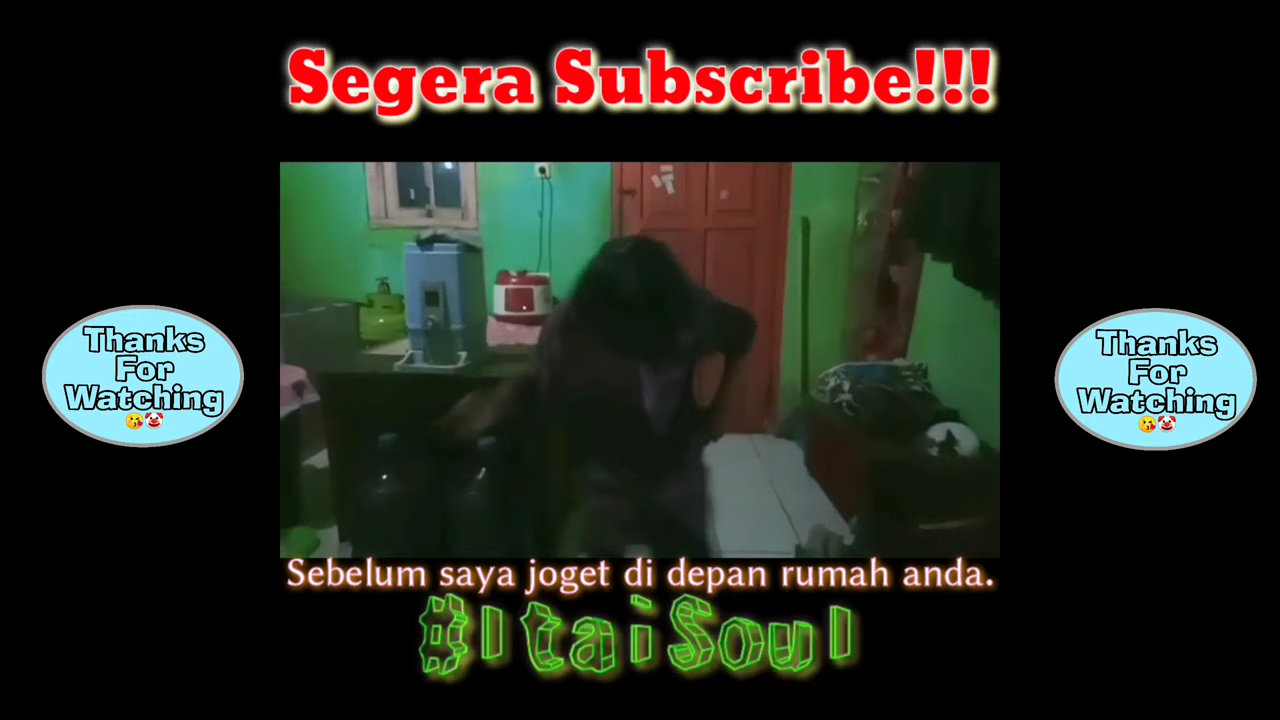 Segera Subscribe!!!
Thanks
For
Watching
Thanks
For
Watching
Sebelum saya joget di depan rumah anda.
#ItaiSoul